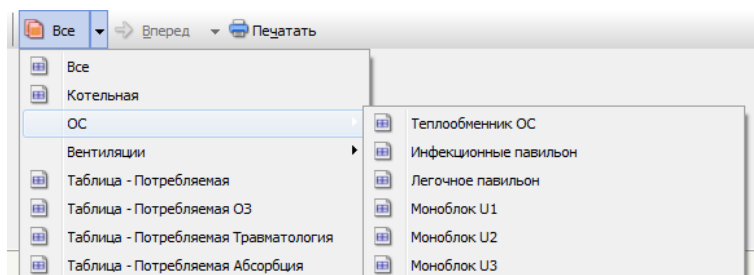 Все Вперед Печатать
Все
Котельная
ОС
Теплообменник ОС
Вентиляции
Инфекционные павильон
Таблица - Потребляемая
Легочное павильон
Таблица - Потребляемая ОЗ
Моноблок U1
Таблица - Потребляемая Травматология
Моноблок U2
Таблица - Потребляемая Абсорбция
Моноблок U3